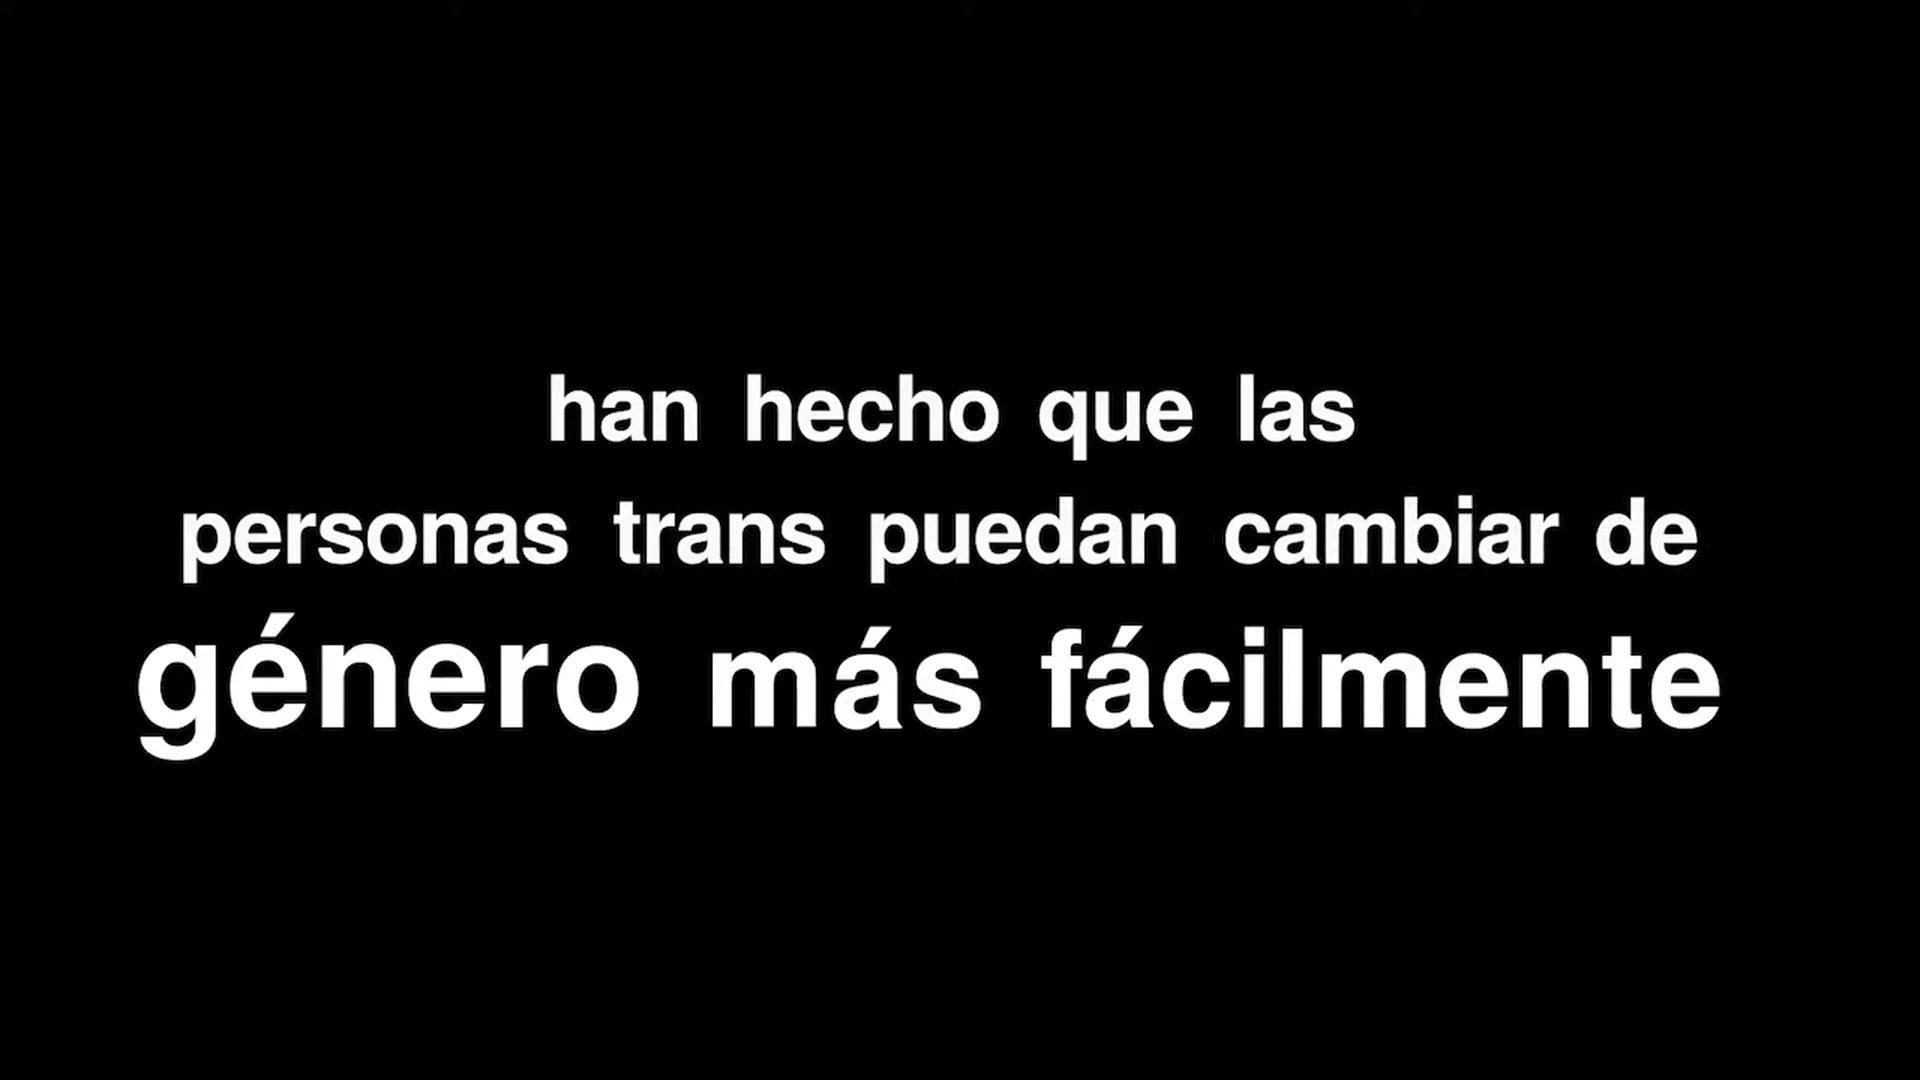 han hecho que las
personas trans puedan cambiar de
género más fácilmente